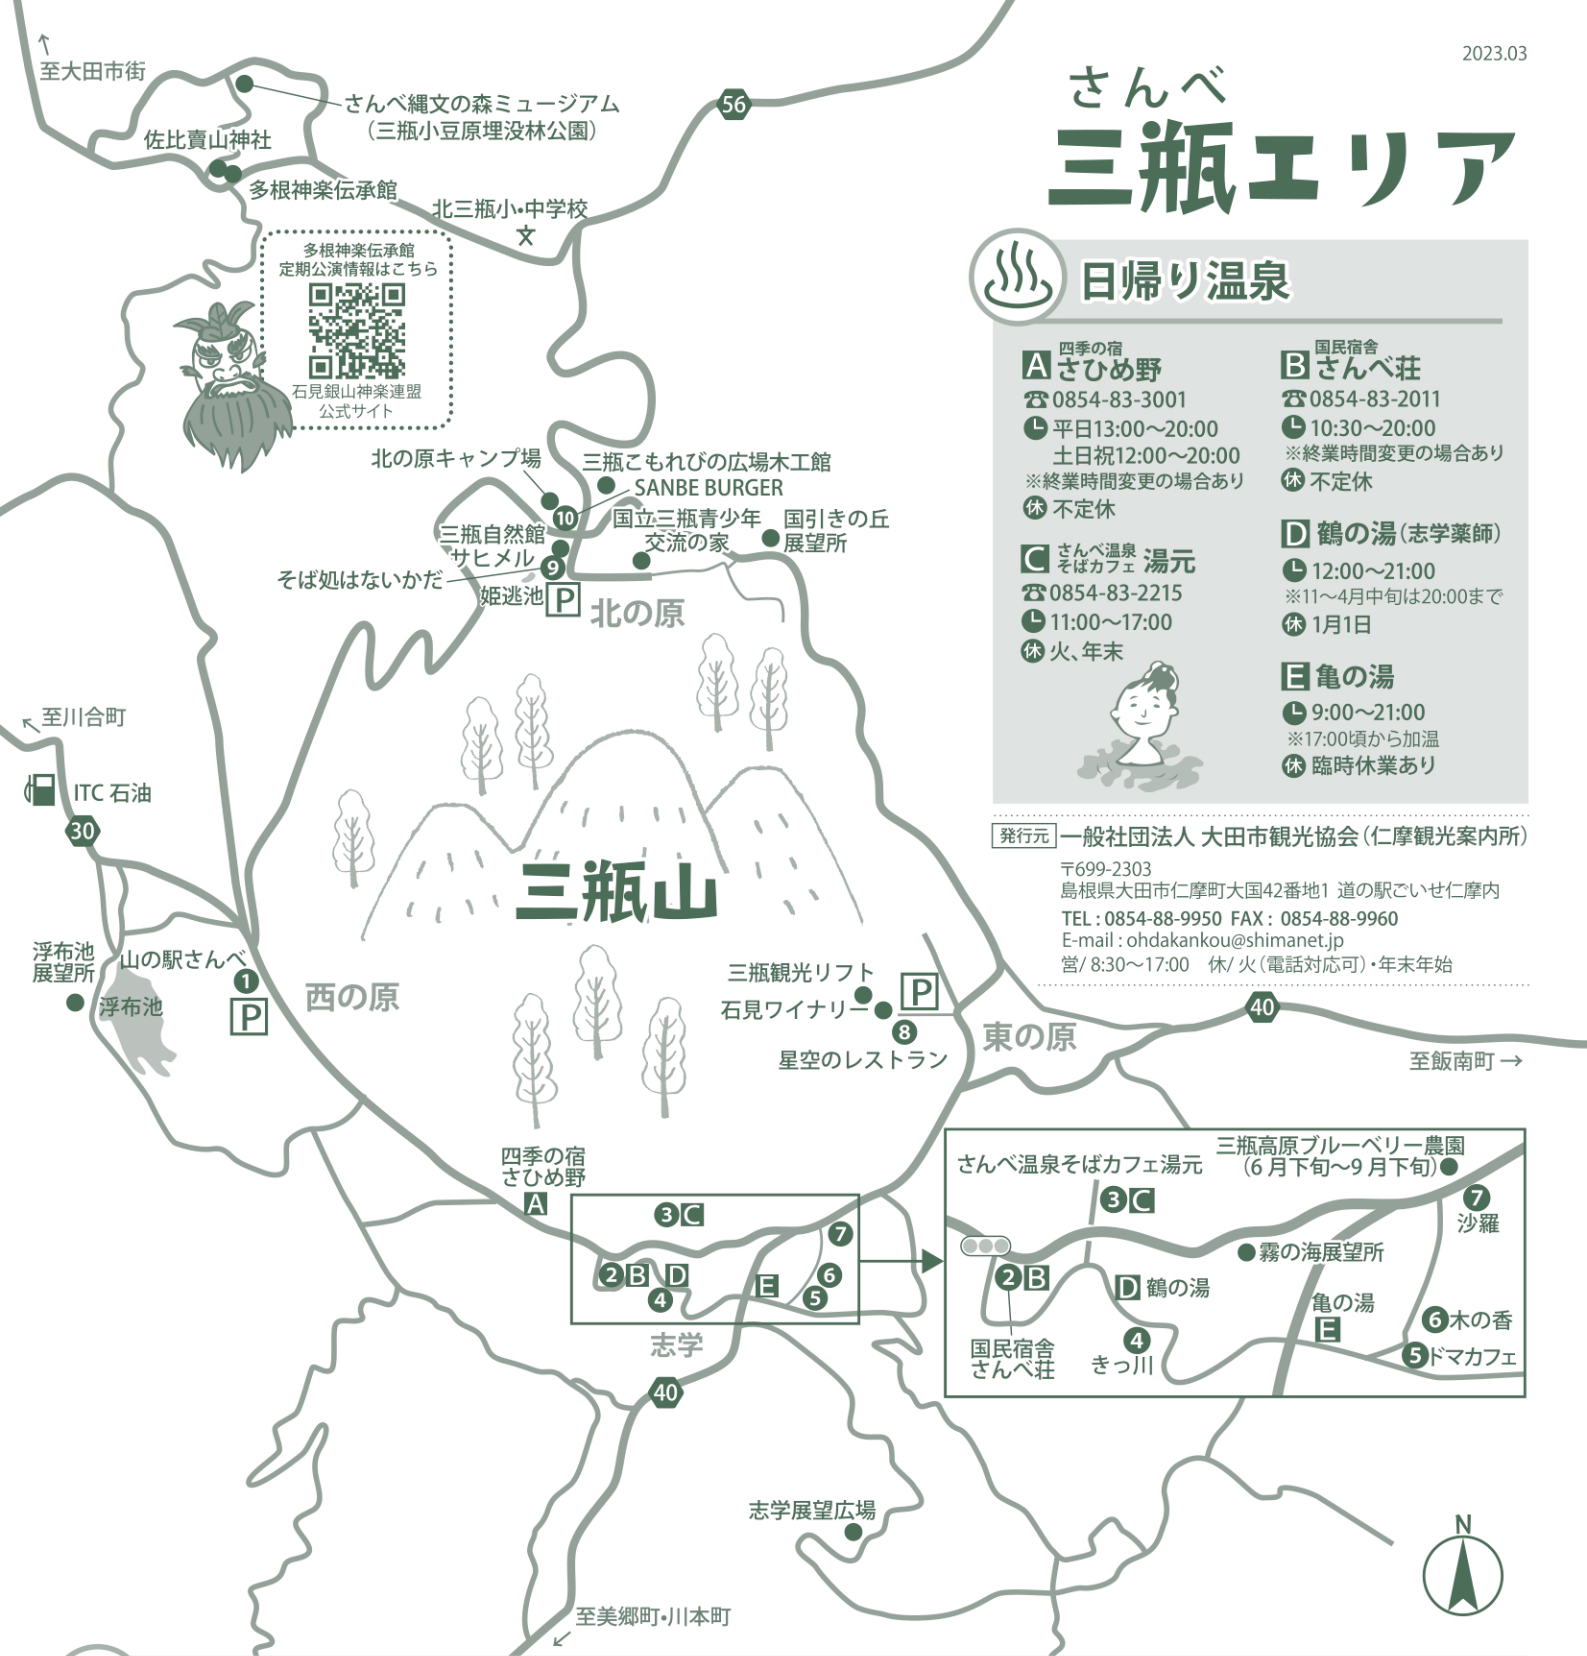 2023.03
さんべ
三瓶エリア
至大田市街
さんべ縄文の森ミュージアム
（三瓶小豆原埋没林公園）
佐比賣山神社
多根神楽伝承館
北三瓶小・中学校
文
56
多根神楽伝承館
定期公演情報はこちら
石見銀山神楽連盟
公式サイト
北の原キャンプ場
三瓶こもれびの広場木工館
SANBE BURGER
10
国立三瓶青少年
交流の家
国引きの丘
展望所
三瓶自然館
サヒメル
9
そば処はないかだ
姫逃池
P
北の原
至川合町
ITC 石油
30
三瓶山
浮布池
展望所
山の駅さんべ
1
P
浮布池
西の原
三瓶観光リフト
P
石見ワイナリー
8
星空のレストラン
東の原
40
至飯南町→
四季の宿
さひめ野
A
3 C
7
2 B D
4
E
6
5
志学
40
志学展望広場
至美郷町・川本町
三瓶高原ブルーベリー農園
（6月下旬〜9月下旬）
さんべ温泉そばカフェ湯元
3 C
7
沙羅
霧の海展望所
2 B
D 鶴の湯
国民宿舎
さんべ荘
4
きっ川
亀の湯
E
6 木の香
5 ドマカフェ
N
日帰り温泉
A 四季の宿
さひめ野
☎0854-83-3001
平日13:00〜20:00
土日祝12:00〜20:00
※終業時間変更の場合あり
休 不定休
B 国民宿舎
さんべ荘
☎0854-83-2011
10:30〜20:00
※終業時間変更の場合あり
休 不定休
C さんべ温泉
そばカフェ 湯元
☎0854-83-2215
11:00〜17:00
休 火、年末
D 鶴の湯（志学薬師）
12:00〜21:00
※11〜4月中旬は20:00まで
休 1月1日
E 亀の湯
9:00〜21:00
※17:00頃から加温
休 臨時休業あり
発行元 一般社団法人 大田市観光協会（仁摩観光案内所）
〒699-2303
島根県大田市仁摩町大国42番地1 道の駅ごいせ仁摩内
TEL : 0854-88-9950 FAX : 0854-88-9960
E-mail : ohdakankou@shimanet.jp
営/ 8:30〜17:00 休/ 火（電話対応可）・年末年始